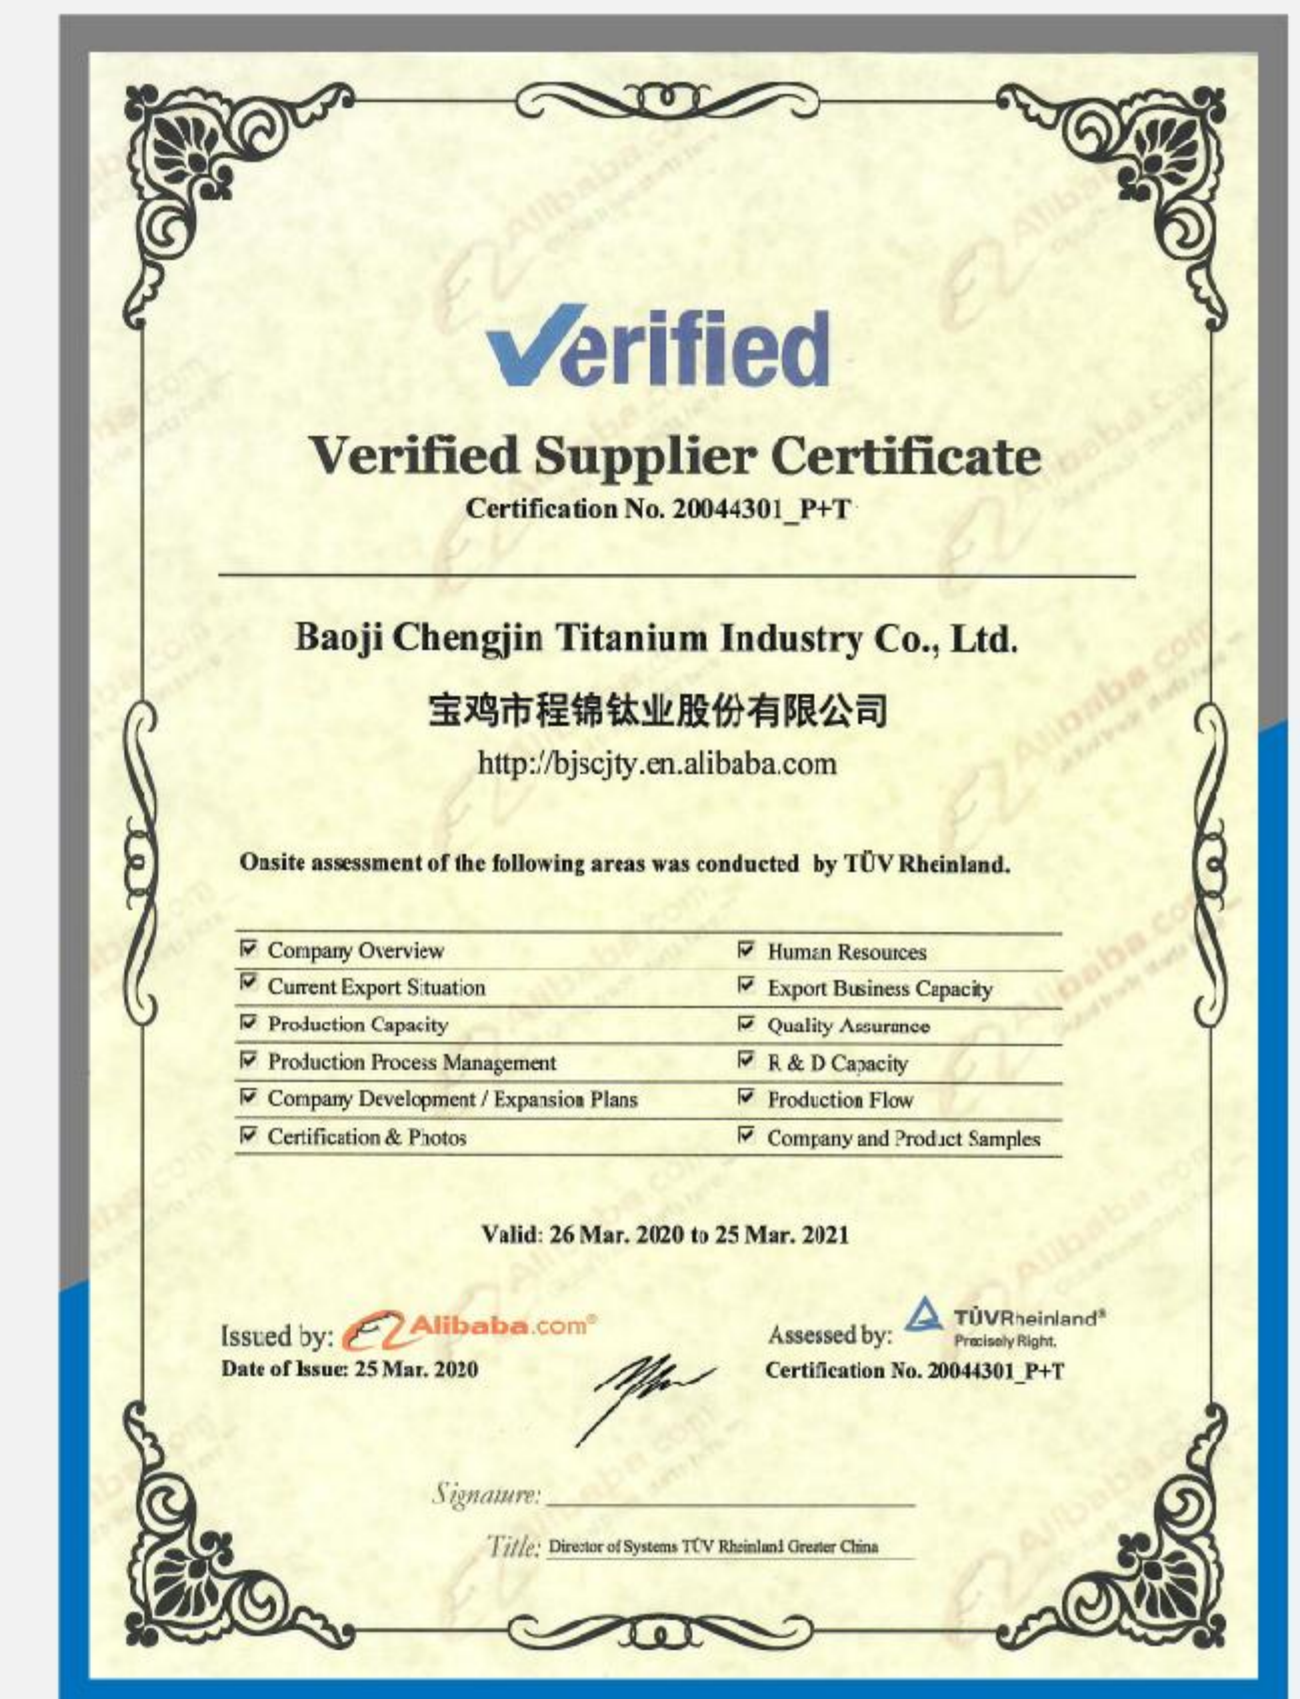 Verified
Verified Supplier Certificate
Certification No. 20044301_P+T
Baoji Chengjin Titanium Industry Co., Ltd.
宝鸡市程锦钛业股份有限公司
http://bjscjty.en.alibaba.com
Onsite assessment of the following areas was conducted by TÜV Rheinland.
Company Overview
Human Resources
Current Export Situation
Export Business Capacity
Production Capacity
Quality Assurance
Production Process Management
R & D Capacity
Company Development / Expansion Plans
Production Flow
Certification & Photos
Company and Product Samples
Valid: 26 Mar. 2020 to 25 Mar. 2021
Issued by: Alibaba.com®
Date of Issue: 25 Mar. 2020
Assessed by: TÜVRheinland®
Precisely Right.
Certification No. 20044301_P+T
Signature:
Title: Director of Systems TÜV Rheinland Greater China